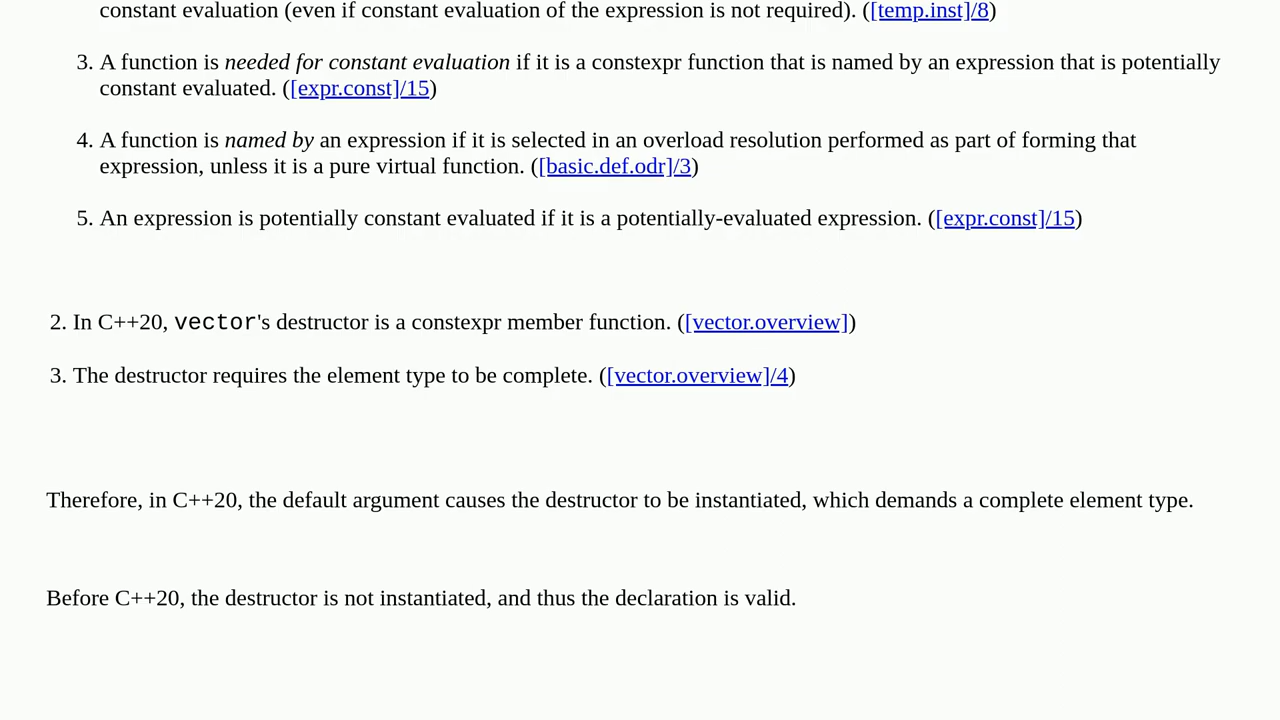 constant evaluation (even if constant evaluation of the expression is not required). ([temp.inst]/8)
3. A function is needed for constant evaluation if it is a constexpr function that is named by an expression that is potentially
constant evaluated. ([expr.const]/15)
4. A function is named by an expression if it is selected in an overload resolution performed as part of forming that
expression, unless it is a pure virtual function. ([basic.def.odr]/3)
5. An expression is potentially constant evaluated if it is a potentially-evaluated expression. ([expr.const]/15)
2. In C++20, vector's destructor is a constexpr member function. ([vector.overview])
3. The destructor requires the element type to be complete. ([vector.overview]/4)
Therefore, in C++20, the default argument causes the destructor to be instantiated, which demands a complete element type.
Before C++20, the destructor is not instantiated, and thus the declaration is valid.